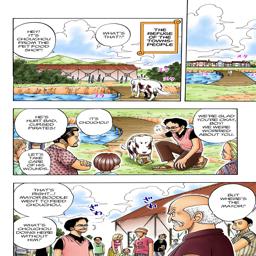 HEY!
IT'S
CHOUCHOU
FROM THE
PET FOOD
SHOP!
WHAT'S
THAT?
THE
REFUGE
OF THE
TOWNS-
PEOPLE
HE'S
HURT BAD.
CURSED
PIRATES!
IT'S
CHOUCHOU
WE'RE GLAD
YOU'RE OKAY,
BOY!
WE WERE
WORRIED
ABOUT YOU.
LET'S
TAKE
CARE
OF HIS
WOUNDS.
THAT'S
RIGHT...!
MAYOR BOODLE
WENT TO FEED
CHOUCHOU.
BUT
WHERE'S
THE
MAYOR?
WHAT'S
CHOUCHOU
DOING HERE
WITHOUT
HIM?